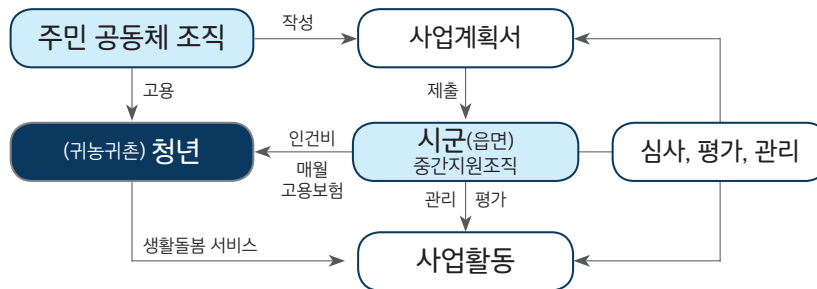 주민 공동체 조직
작성
사업계획서
고용
제출
(귀농귀촌) 청년
인건비
매월
고용보험
시군(읍면)
중간지원조직
심사, 평가, 관리
관리
평가
생활돌봄 서비스
사업활동